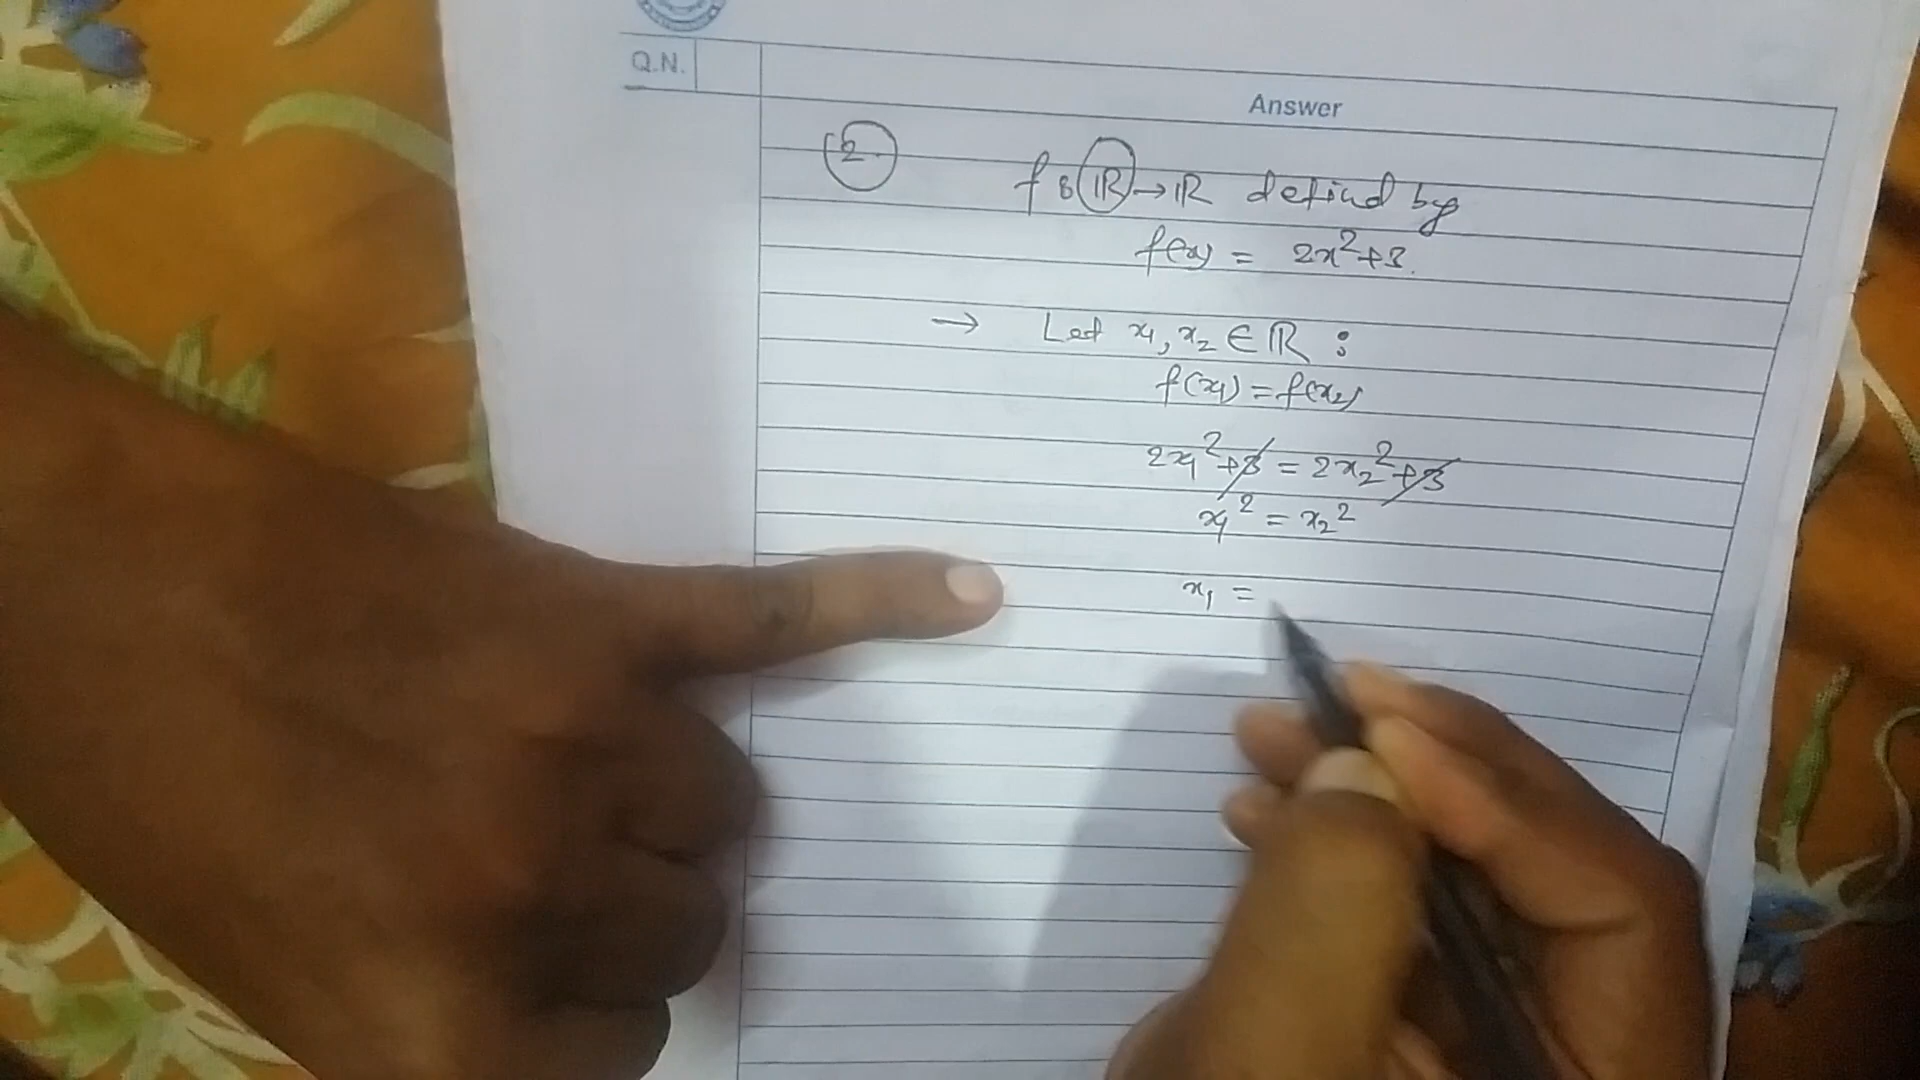 Q.N.
Answer
(2.) f : ℝ → ℝ defind by
f(x) = 2x² + 3.
→ Let x₁, x₂ ∈ ℝ :
f(x₁) = f(x₂)
2x₁² + 3 = 2x₂² + 3
x₁² = x₂²
x₁ =